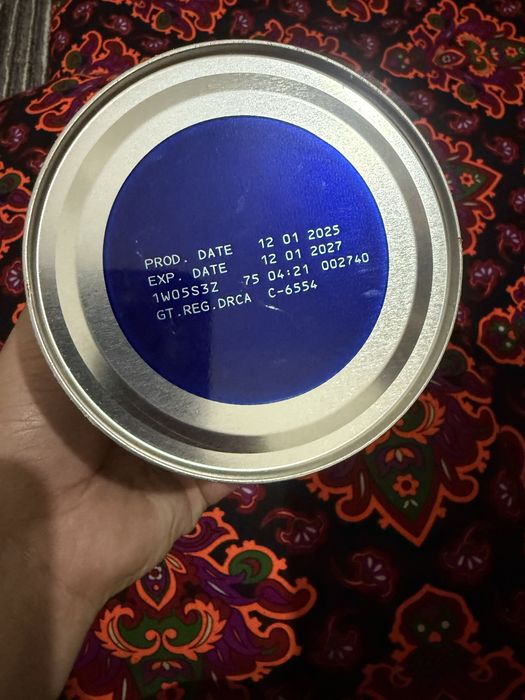 PROD. DATE 12 01 2025
EXP. DATE 12 01 2027
1W05S3Z 75 04:21 002740
GT.REG.DRCA C-6554